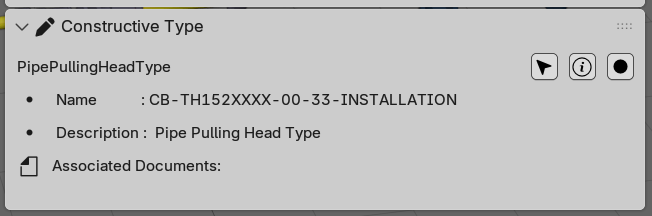 Constructive Type
PipePullingHeadType
• Name : CB-TH152XXXX-00-33-INSTALLATION
• Description : Pipe Pulling Head Type
Associated Documents: